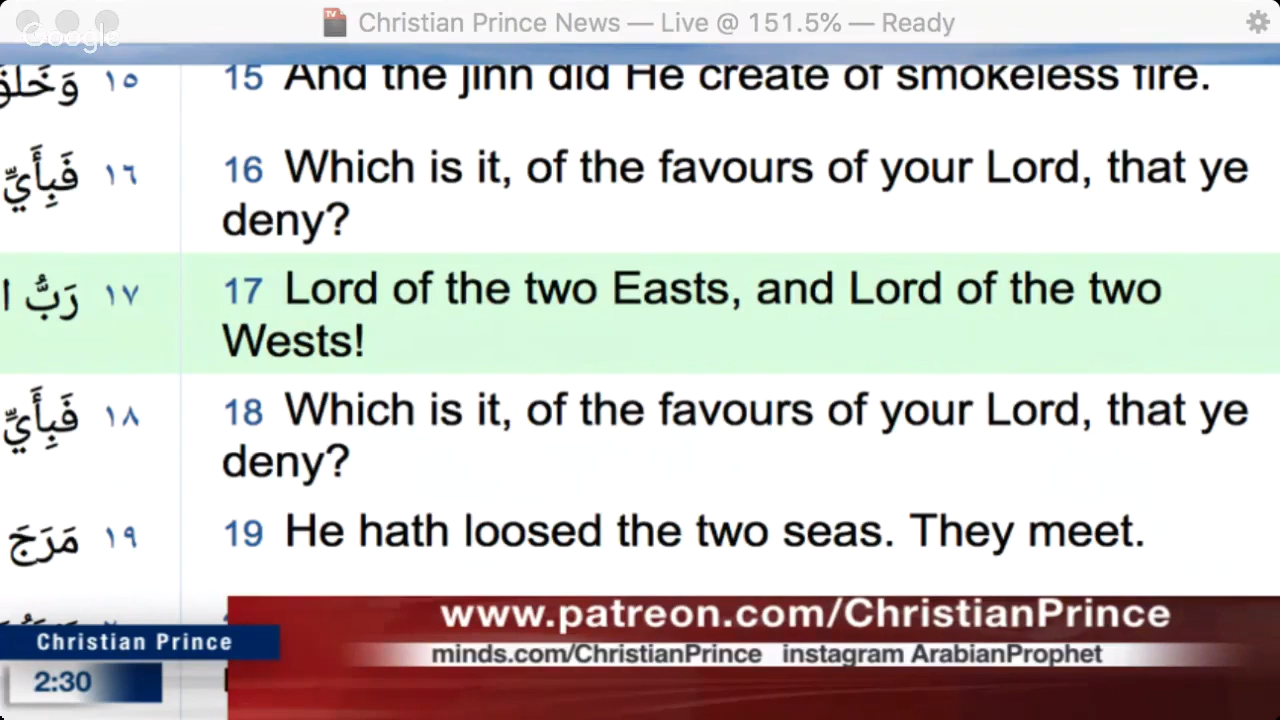 Christian Prince News — Live @ 151.5% — Ready
Google
وَخَلَقَ ١٥ 15 And the jinn did He create of smokeless fire.
فَبِأَيِّ ١٦ 16 Which is it, of the favours of your Lord, that ye
deny?
رَبُّ ١٧ 17 Lord of the two Easts, and Lord of the two
Wests!
فَبِأَيِّ ١٨ 18 Which is it, of the favours of your Lord, that ye
deny?
مَرَجَ ١٩ 19 He hath loosed the two seas. They meet.
www.patreon.com/ChristianPrince
Christian Prince
minds.com/ChristianPrince instagram ArabianProphet
2:30